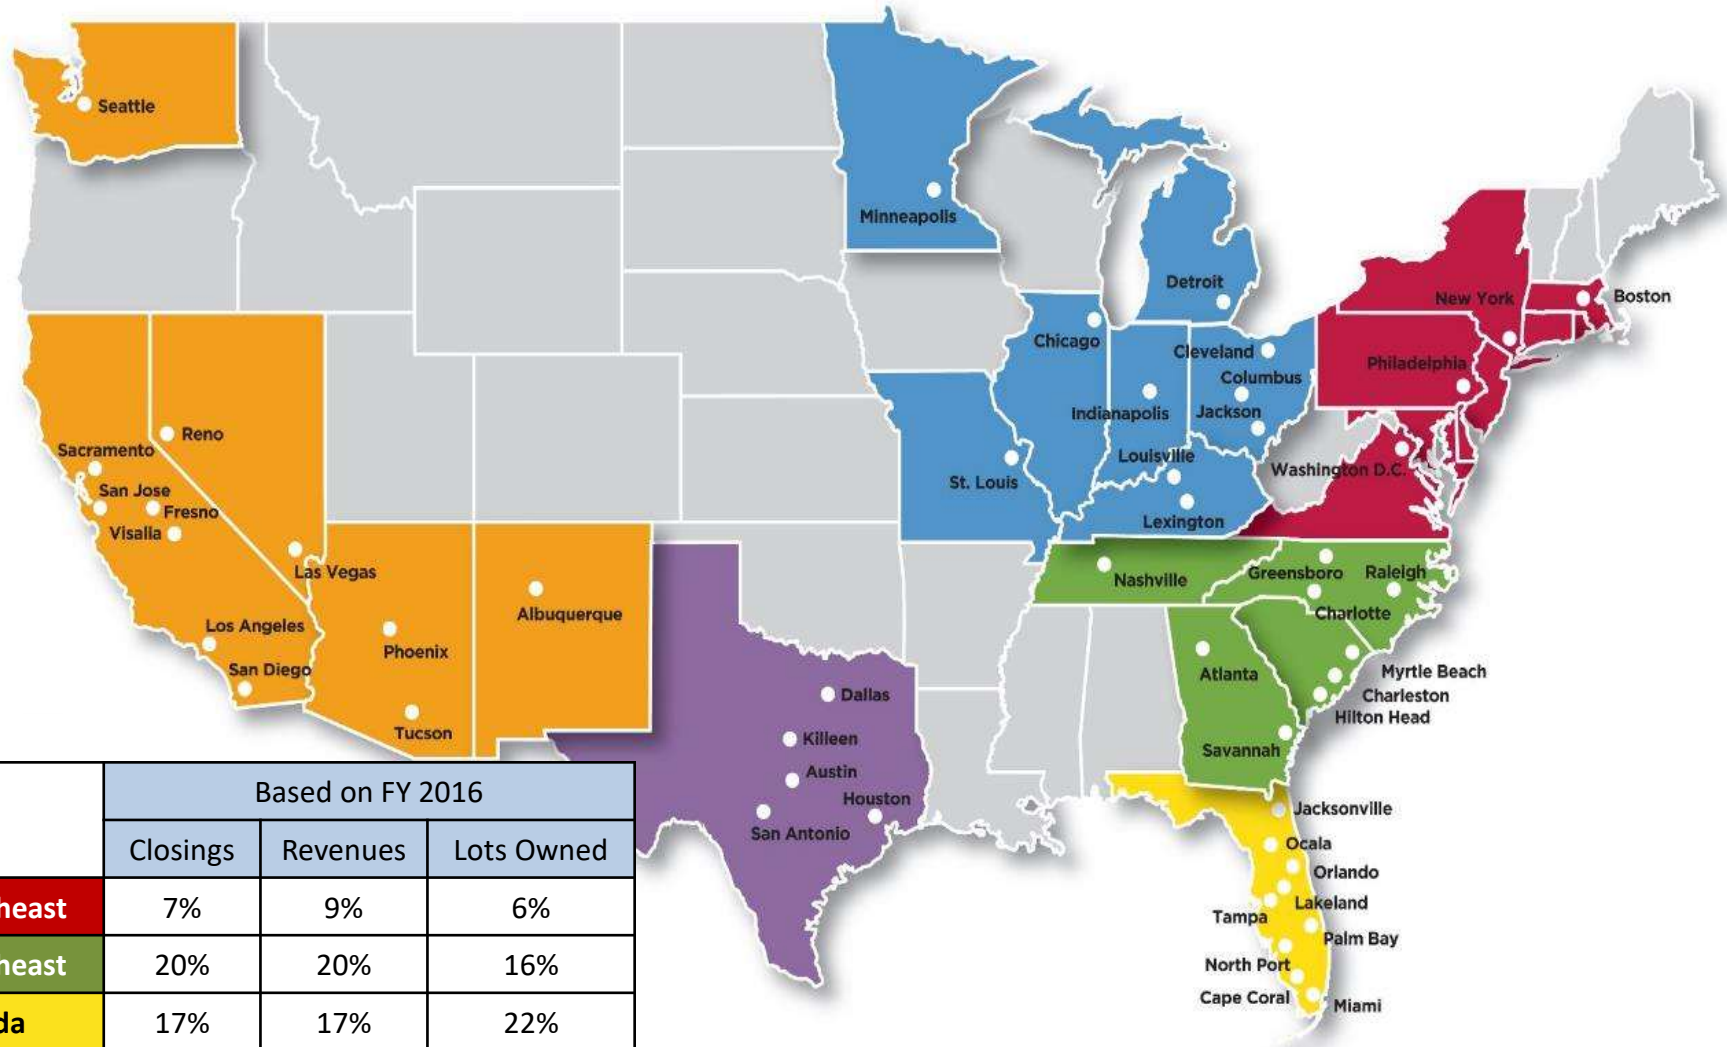 Seattle
Minneapolis
Detroit
New York
Boston
Chicago
Cleveland
Philadelphia
Columbus
Indianapolis
Jackson
Reno
Sacramento
Louisville
Washington D.C.
St. Louis
San Jose
Fresno
Visalla
Lexington
Las Vegas
Nashville
Greensboro
Raleigh
Albuquerque
Charlotte
Los Angeles
Phoenix
San Diego
Atlanta
Myrtle Beach
Charleston
Hilton Head
Dallas
Tucson
Killeen
Savannah
Austin
Houston
San Antonio
Jacksonville
Ocala
Orlando
Lakeland
Tampa
Palm Bay
North Port
Cape Coral
Miami
Based on FY 2016
Closings Revenues Lots Owned
heast 7% 9% 6%
heast 20% 20% 16%
da 17% 17% 22%